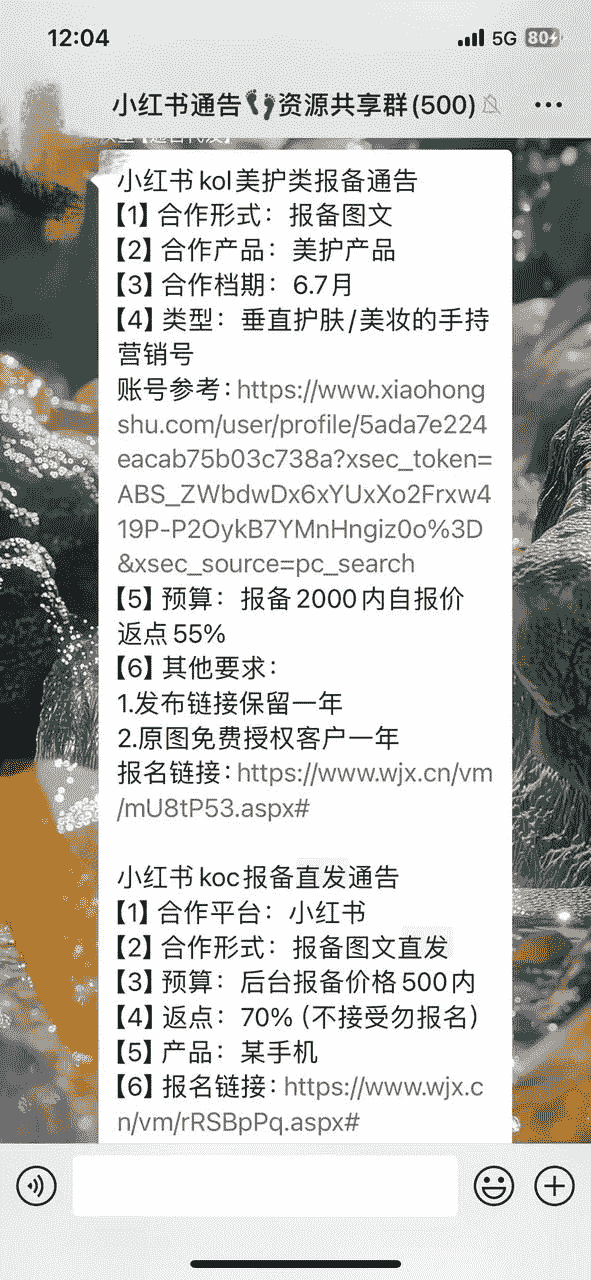 12:04
5G
80
小红书通告👣资源共享群(500)
小红书kol美护类报备通告
【1】合作形式：报备图文
【2】合作产品：美护产品
【3】合作档期：6.7月
【4】类型：垂直护肤/美妆的手持
营销号
账号参考：https://www.xiaohong
shu.com/user/profile/5ada7e224
eacab75b03c738a?xsec_token=
ABS_ZWbdwDx6xYUxXo2Frxw4
19P-P2OykB7YMnHngiz0o%3D
&xsec_source=pc_search
【5】预算：报备2000内自报价
返点55%
【6】其他要求：
1.发布链接保留一年
2.原图免费授权客户一年
报名链接：https://www.wjx.cn/vm
/mU8tP53.aspx#
小红书koc报备直发通告
【1】合作平台：小红书
【2】合作形式：报备图文直发
【3】预算：后台报备价格500内
【4】返点：70%（不接受勿报名）
【5】产品：某手机
【6】报名链接：https://www.wjx.c
n/vm/rRSBpPq.aspx#